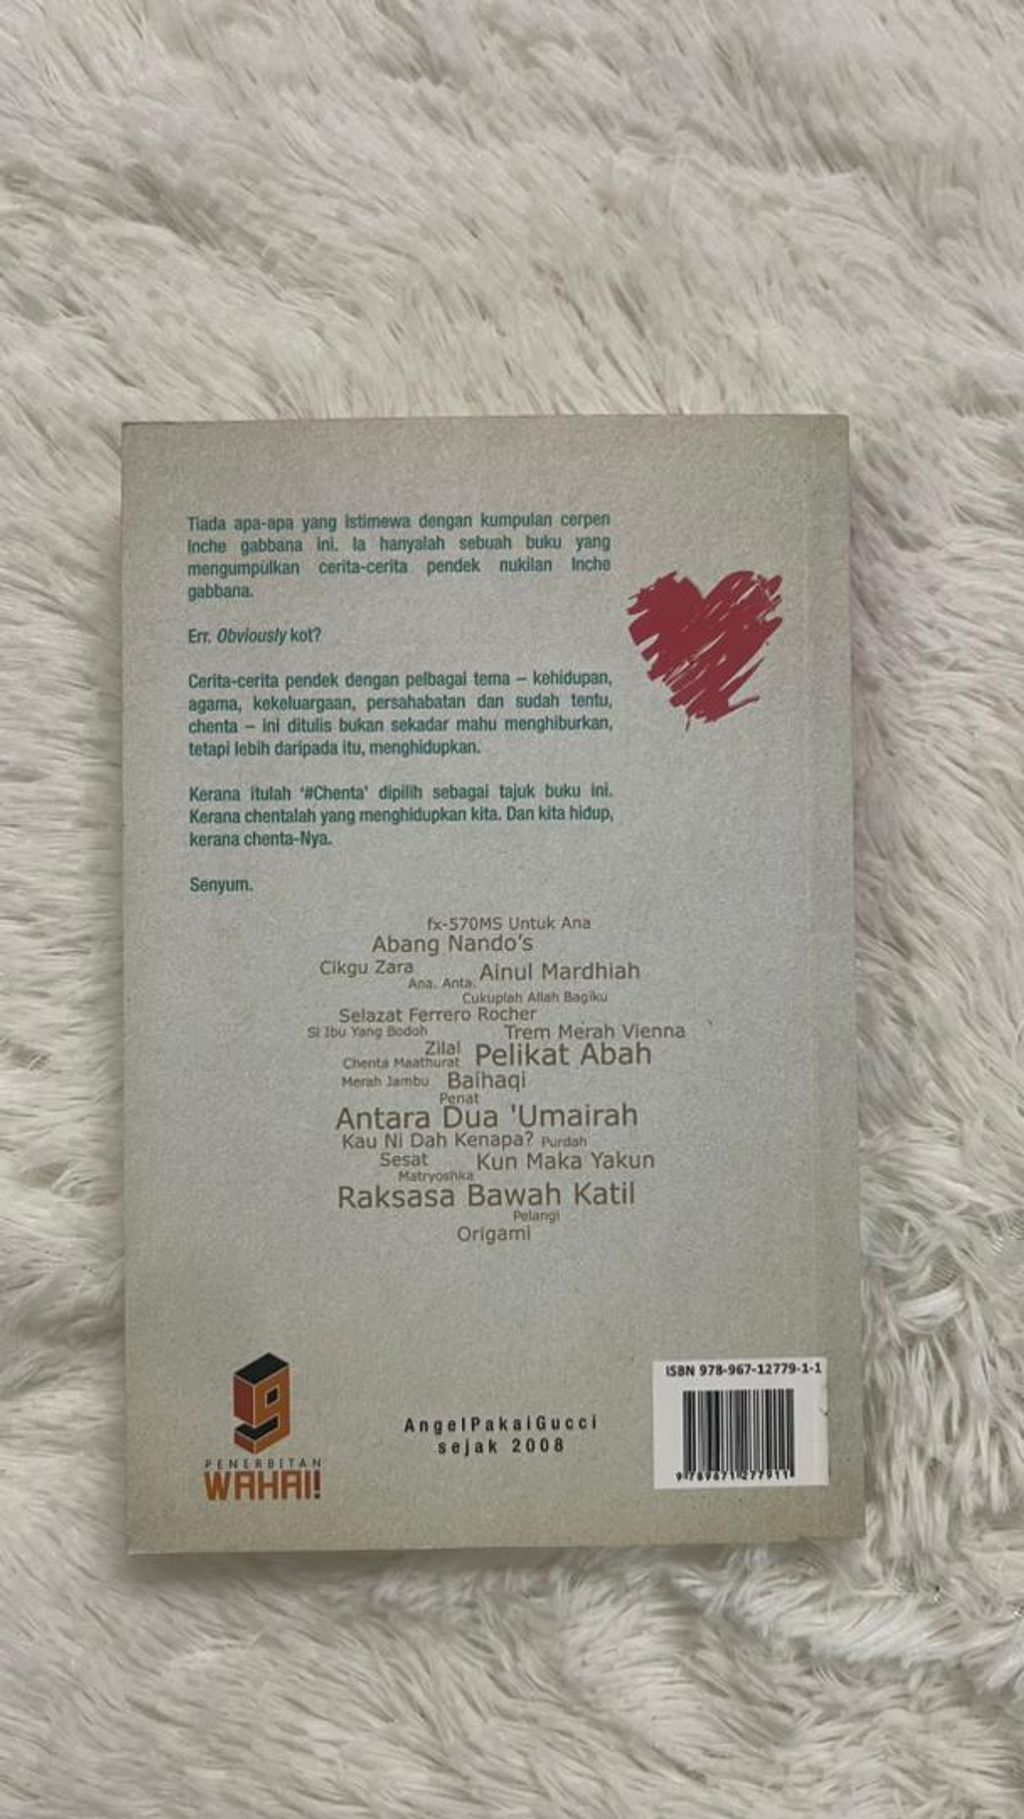 Tiada apa-apa yang istimewa dengan kumpulan cerpen
Inche gabbana ini. Ia hanyalah sebuah buku yang
mengumpulkan cerita-cerita pendek nukilan Inche
gabbana.
Err. Obviously kot?
Cerita-cerita pendek dengan pelbagai tema – kehidupan,
agama, kekeluargaan, persahabatan dan sudah tentu,
chenta – ini ditulis bukan sekadar mahu menghiburkan,
tetapi lebih daripada itu, menghidupkan.
Kerana itulah '#Chenta' dipilih sebagai tajuk buku ini.
Kerana chentalah yang menghidupkan kita. Dan kita hidup,
kerana chenta-Nya.
Senyum.
fx-570MS Untuk Ana
Abang Nando's
Cikgu Zara
Ana. Anta.
Ainul Mardhiah
Cukuplah Allah Bagiku
Selazat Ferrero Rocher
Si Ibu Yang Bodoh
Trem Merah Vienna
Zilal
Chenta Maathurat
Pelikat Abah
Merah Jambu
Baihaqi
Penat
Antara Dua 'Umairah
Kau Ni Dah Kenapa? Purdah
Sesat
Kun Maka Yakun
Matryoshka
Raksasa Bawah Katil
Pelangi
Origami
9
PENERBITAN
WAHAI!
AngelPakaiGucci
sejak 2008
ISBN 978-967-12779-1-1
9 789671 277911